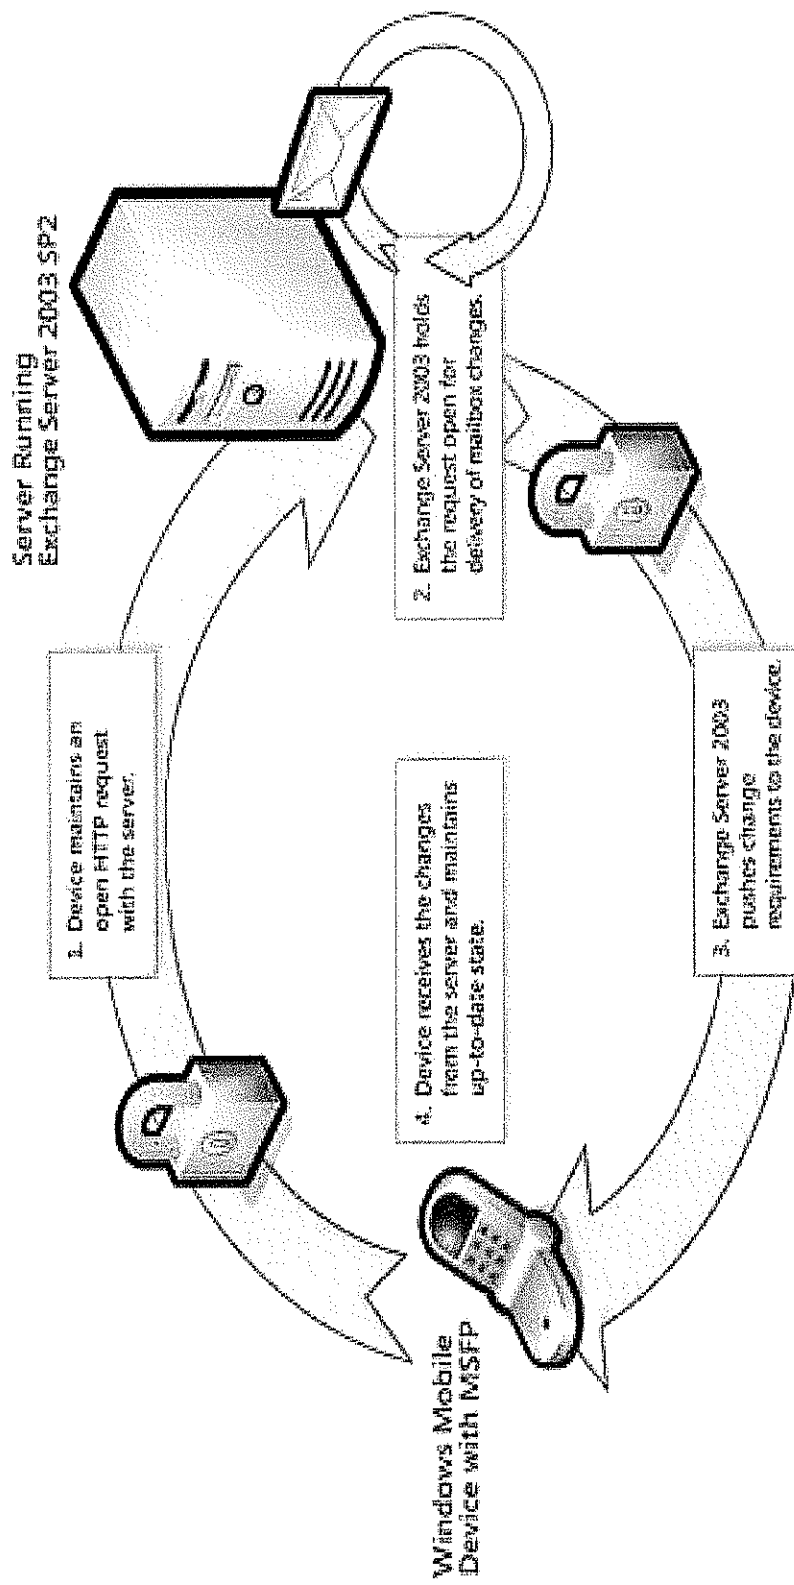 Server Running
Exchange Server 2003 SP2
1. Device maintains an
open HTTP request
with the server.
2. Exchange Server 2003 holds
the request open for
delivery of mailbox changes.
3. Exchange Server 2003
pushes change
requirements to the device.
4. Device receives the changes
from the server and maintains
up-to-date state.
Windows Mobile
Device with MSFP